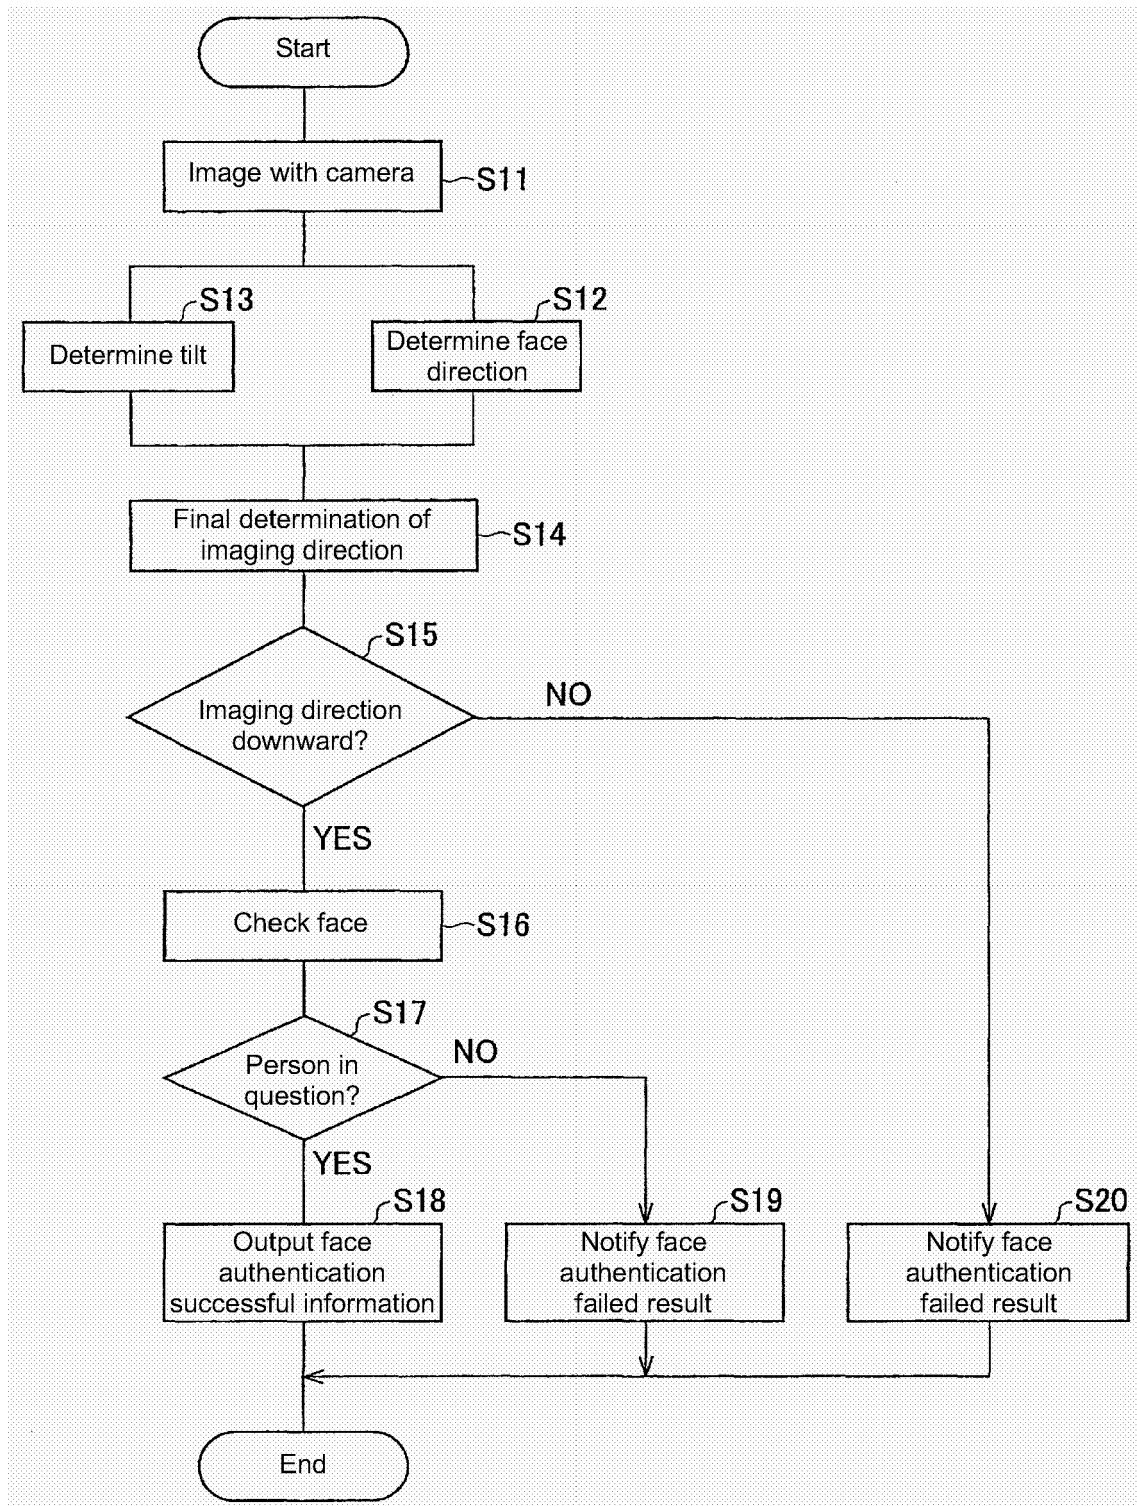 Start
Image with camera
S11
S13
S12
Determine tilt
Determine face
direction
Final determination of
imaging direction
S14
S15
Imaging direction
downward?
NO
YES
Check face
S16
S17
Person in
question?
NO
YES
S18
S19
S20
Output face
authentication
successful information
Notify face
authentication
failed result
Notify face
authentication
failed result
End